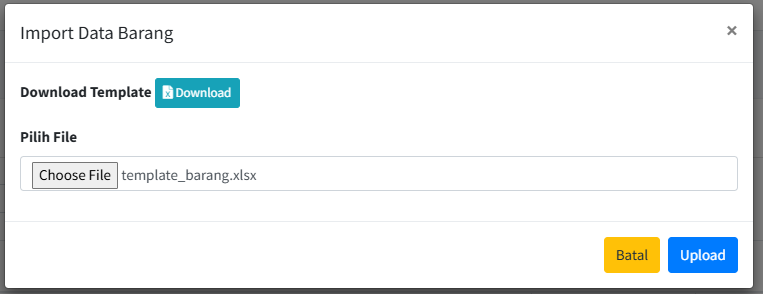 Import Data Barang ×
Download Template Download
Pilih File
Choose File template_barang.xlsx
Batal Upload